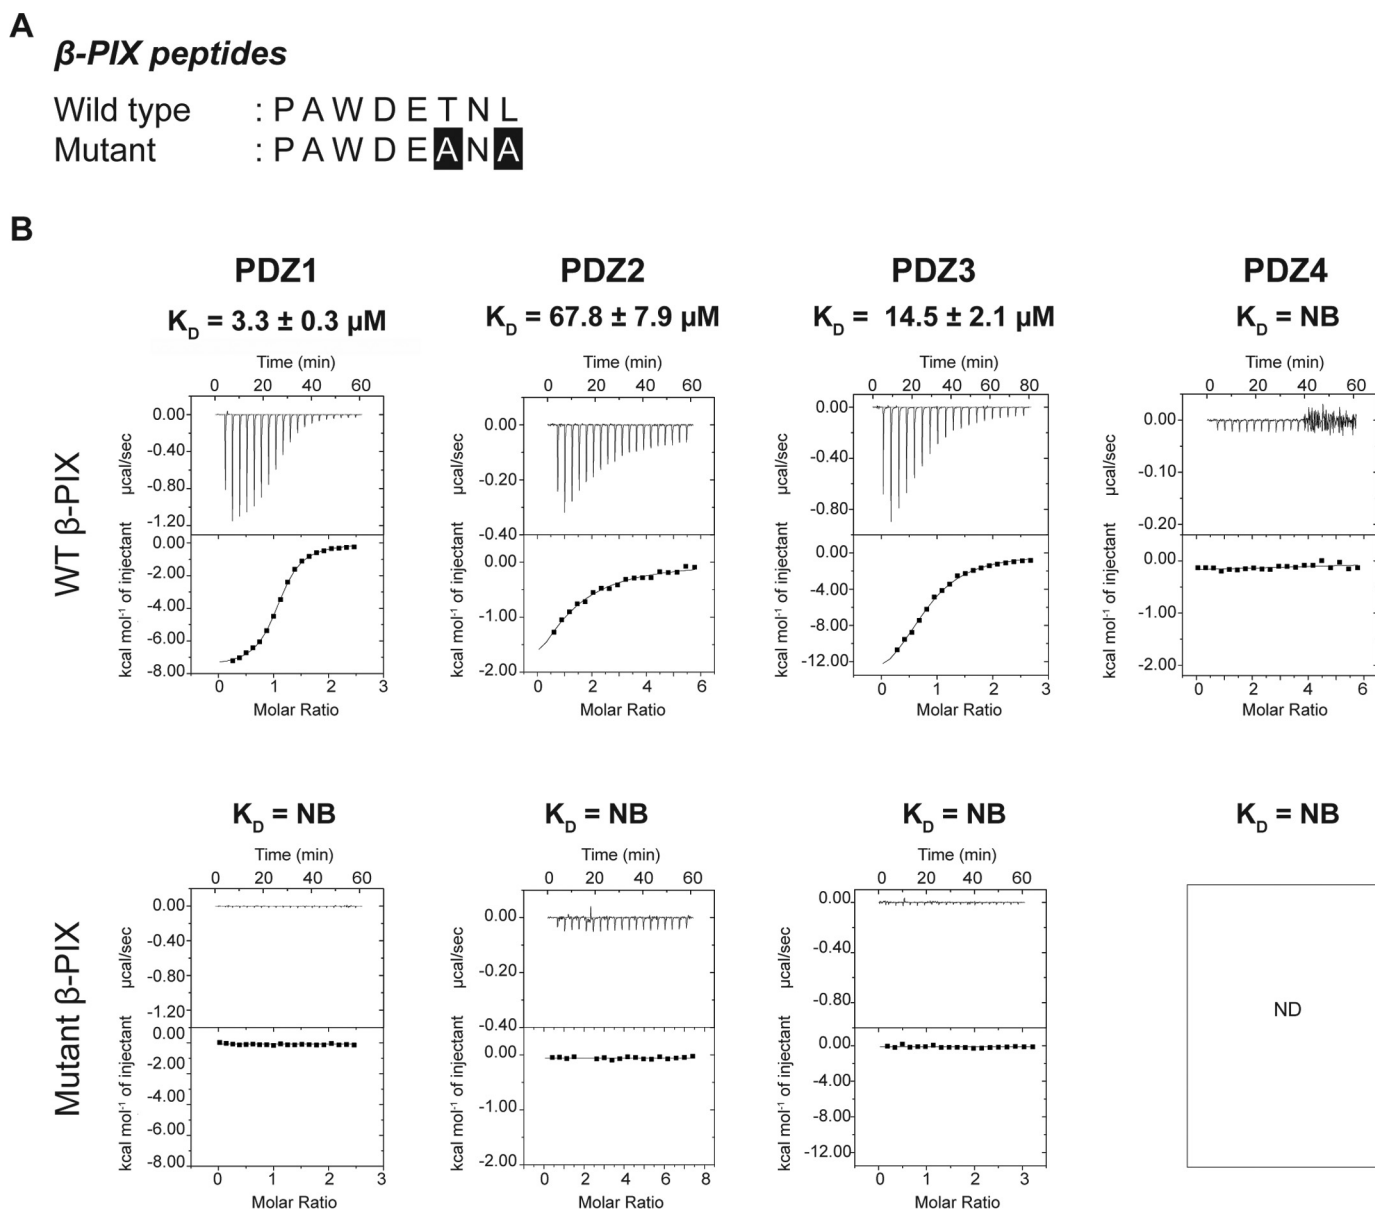 A
β-PIX peptides
Wild type : P A W D E T N L
Mutant : P A W D E A N A
B
PDZ1 PDZ2 PDZ3 PDZ4
K_D = 3.3 ± 0.3 µM K_D = 67.8 ± 7.9 µM K_D = 14.5 ± 2.1 µM K_D = NB
Time (min) Time (min) Time (min) Time (min)
0 20 40 60 0 20 40 60 0 20 40 60 80 0 20 40 60
WT β-PIX
µcal/sec
0.00
-0.40
-0.80
-1.20
kcal mol⁻¹ of injectant
0.00
-2.00
-4.00
-6.00
-8.00
0 1 2 3
Molar Ratio
µcal/sec
0.00
-0.20
-0.40
kcal mol⁻¹ of injectant
0.00
-1.00
-2.00
0 2 4 6
Molar Ratio
µcal/sec
0.00
-0.40
-0.80
kcal mol⁻¹ of injectant
0.00
-4.00
-8.00
-12.00
0 1 2 3
Molar Ratio
µcal/sec
0.00
-0.10
-0.20
kcal mol⁻¹ of injectant
0.00
-1.00
-2.00
0 2 4 6
Molar Ratio
K_D = NB K_D = NB K_D = NB K_D = NB
Time (min) Time (min) Time (min)
0 20 40 60 0 20 40 60 0 20 40 60
Mutant β-PIX
µcal/sec
0.00
-0.40
-0.80
-1.20
kcal mol⁻¹ of injectant
0.00
-2.00
-4.00
-6.00
-8.00
0 1 2 3
Molar Ratio
µcal/sec
0.00
-0.20
-0.40
kcal mol⁻¹ of injectant
0.00
-1.00
-2.00
0 2 4 6 8
Molar Ratio
µcal/sec
0.00
-0.40
-0.80
kcal mol⁻¹ of injectant
0.00
-4.00
-8.00
-12.00
0 1 2 3
Molar Ratio
ND